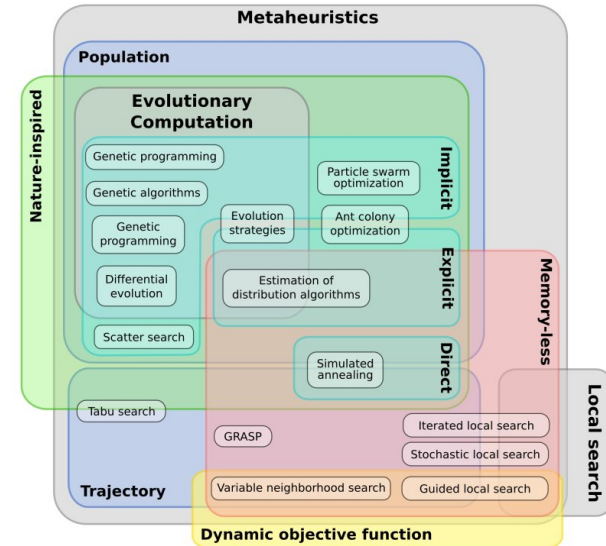 Metaheuristics
Population
Nature-inspired
Evolutionary
Computation
Implicit
Genetic programming
Particle swarm
optimization
Genetic algorithms
Evolution
strategies
Ant colony
optimization
Genetic
programming
Explicit
Memory-less
Differential
evolution
Estimation of
distribution algorithms
Scatter search
Direct
Simulated
annealing
Local search
Tabu search
GRASP
Iterated local search
Stochastic local search
Trajectory
Variable neighborhood search
Guided local search
Dynamic objective function